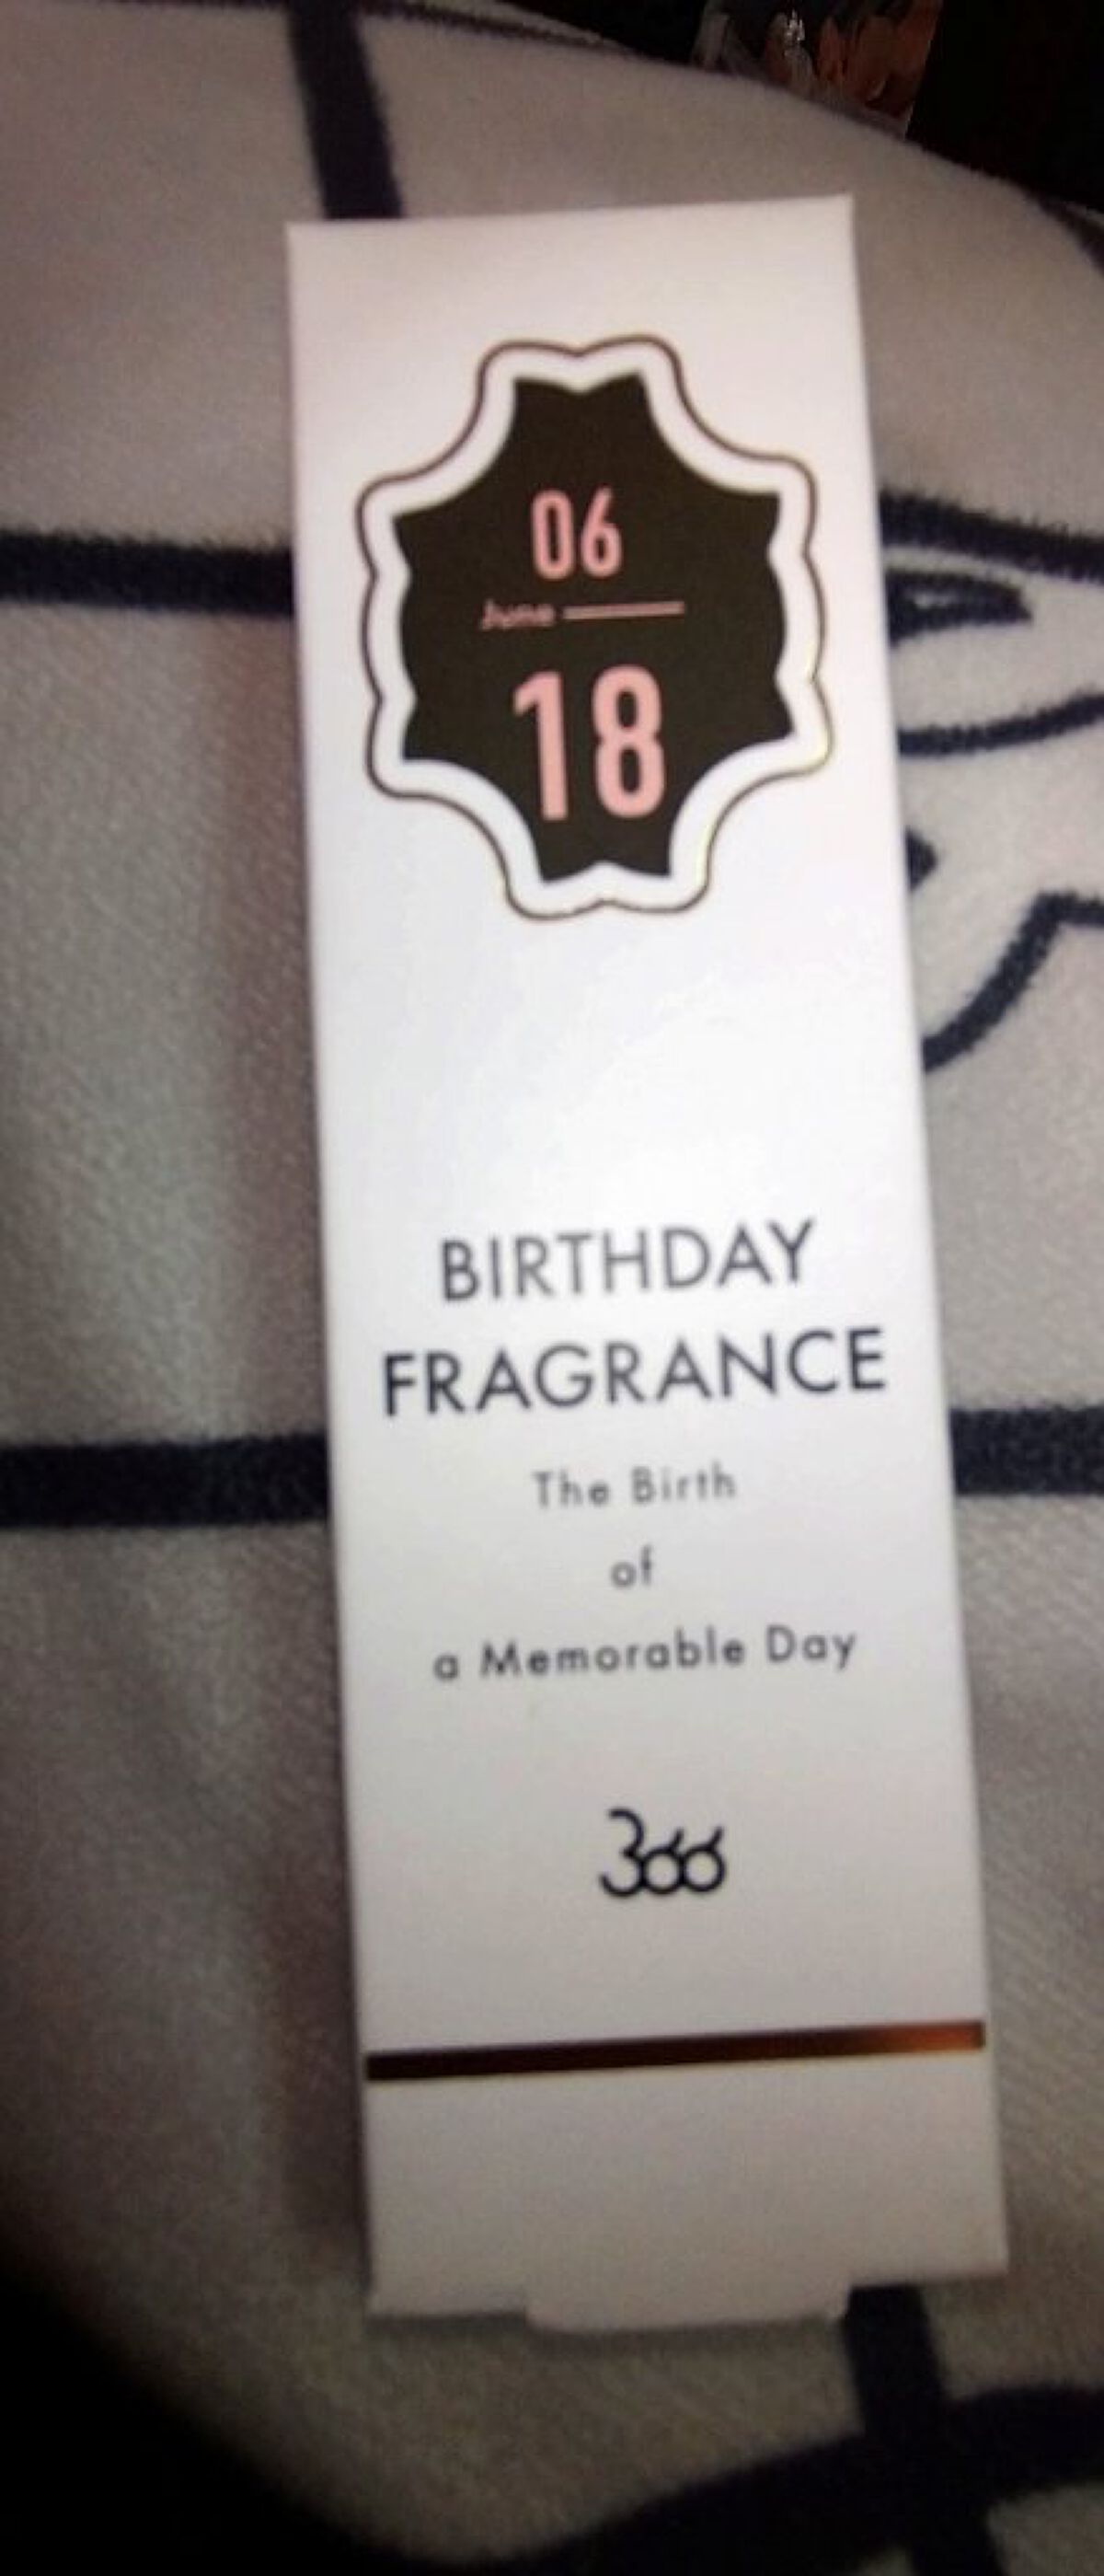 06
June
18
BIRTHDAY
FRAGRANCE
The Birth
of
a Memorable Day
366